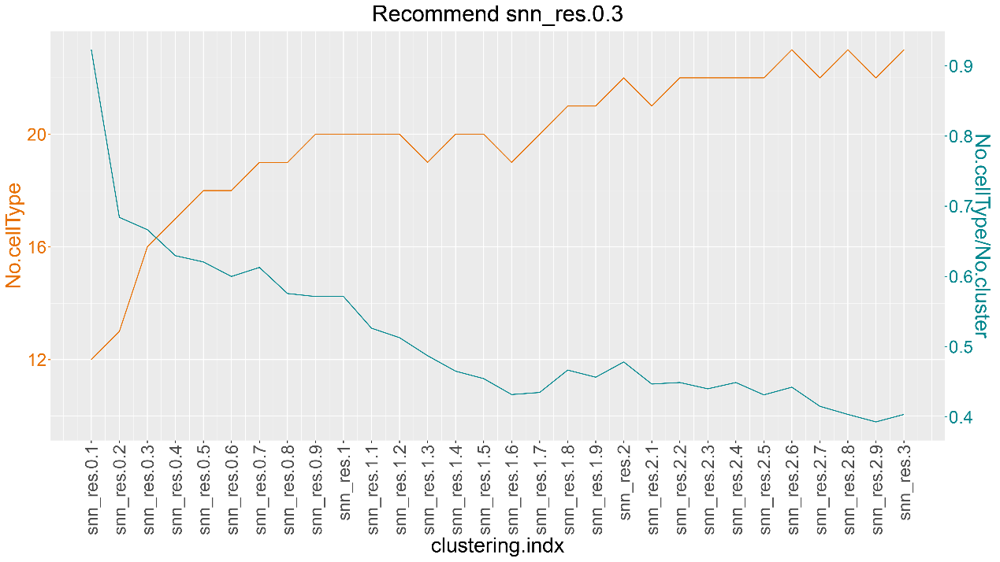 Recommend snn_res.0.3
No.cellType
20
16
12
0.9
0.8
0.7
0.6
0.5
0.4
No.cellType/No.cluster
snn_res.0.1
snn_res.0.2
snn_res.0.3
snn_res.0.4
snn_res.0.5
snn_res.0.6
snn_res.0.7
snn_res.0.8
snn_res.0.9
snn_res.1
snn_res.1.1
snn_res.1.2
snn_res.1.3
snn_res.1.4
snn_res.1.5
snn_res.1.6
snn_res.1.7
snn_res.1.8
snn_res.1.9
snn_res.2
snn_res.2.1
snn_res.2.2
snn_res.2.3
snn_res.2.4
snn_res.2.5
snn_res.2.6
snn_res.2.7
snn_res.2.8
snn_res.2.9
snn_res.3
clustering.indx